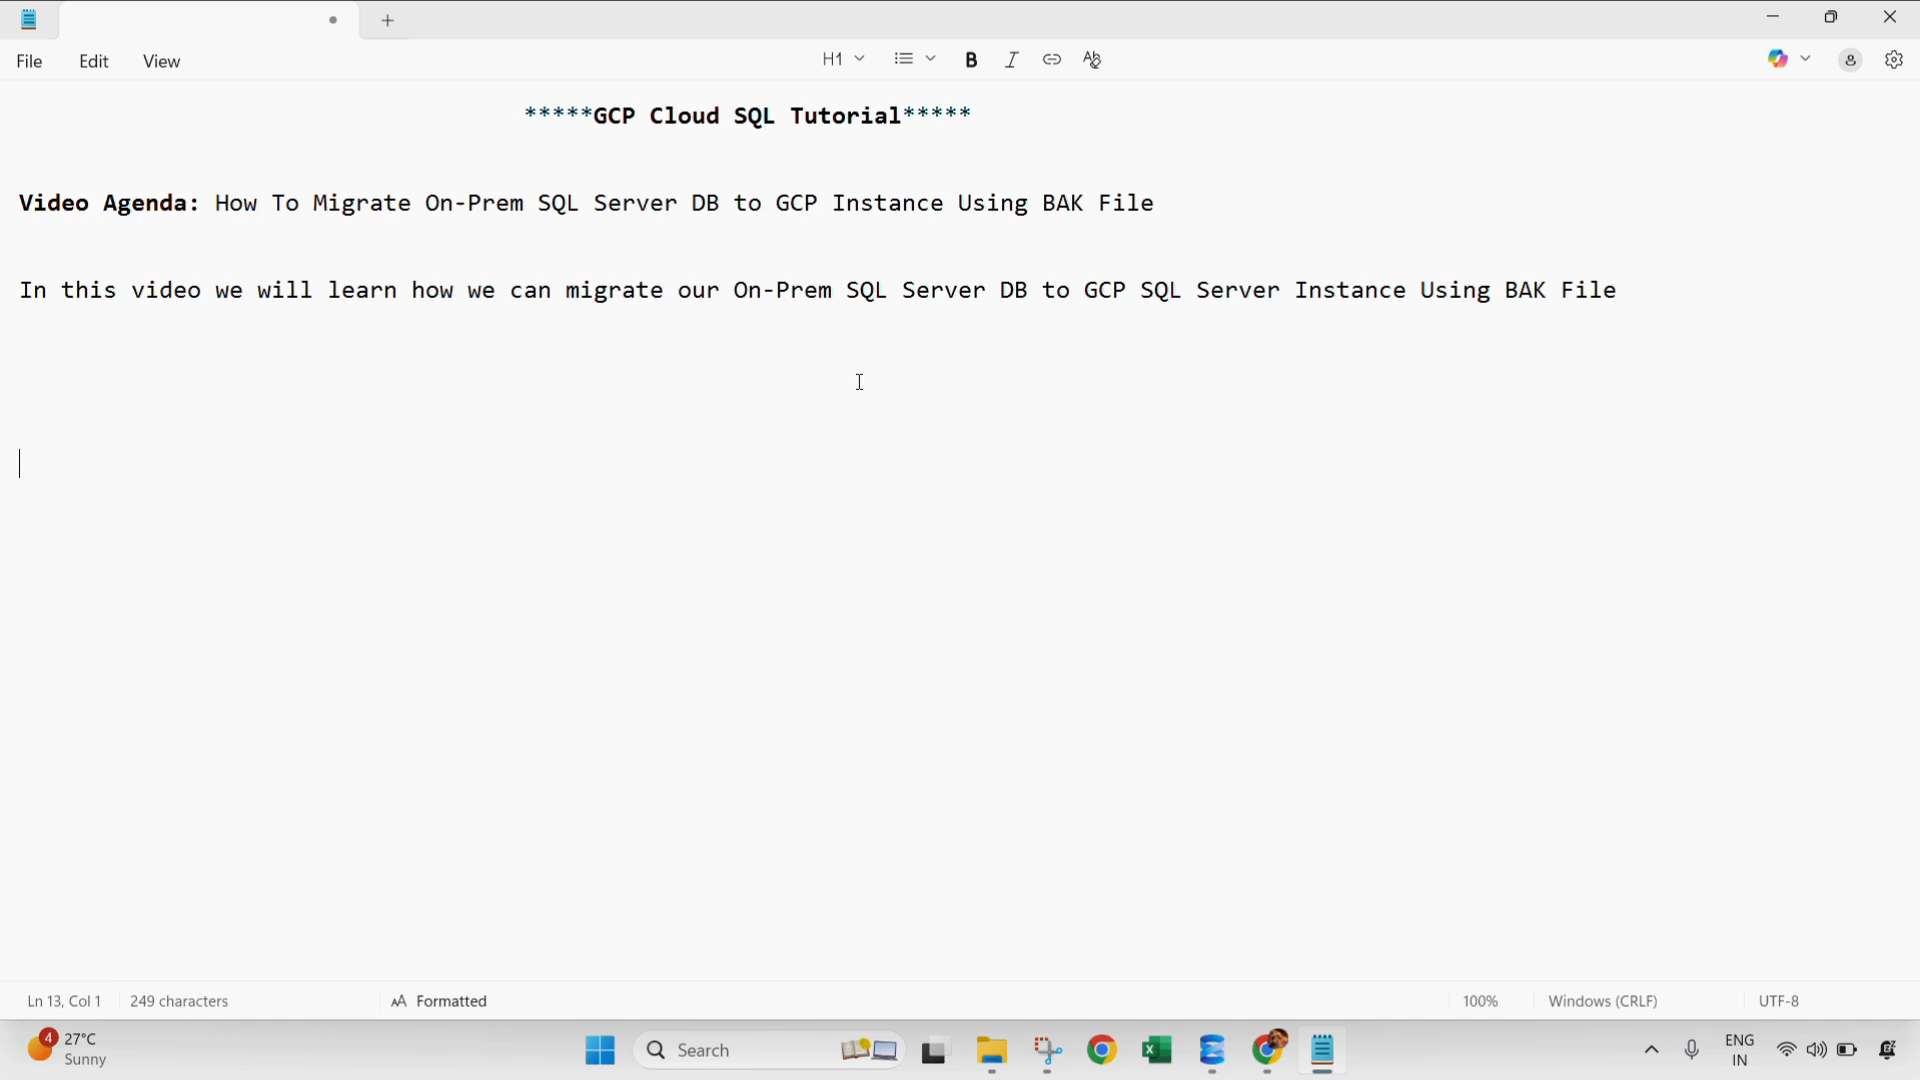 File Edit View H1 B I
*****GCP Cloud SQL Tutorial*****
Video Agenda: How To Migrate On-Prem SQL Server DB to GCP Instance Using BAK File
In this video we will learn how we can migrate our On-Prem SQL Server DB to GCP SQL Server Instance Using BAK File
Ln 13, Col 1 249 characters Formatted 100% Windows (CRLF) UTF-8
4 27°C Search ENG
Sunny IN